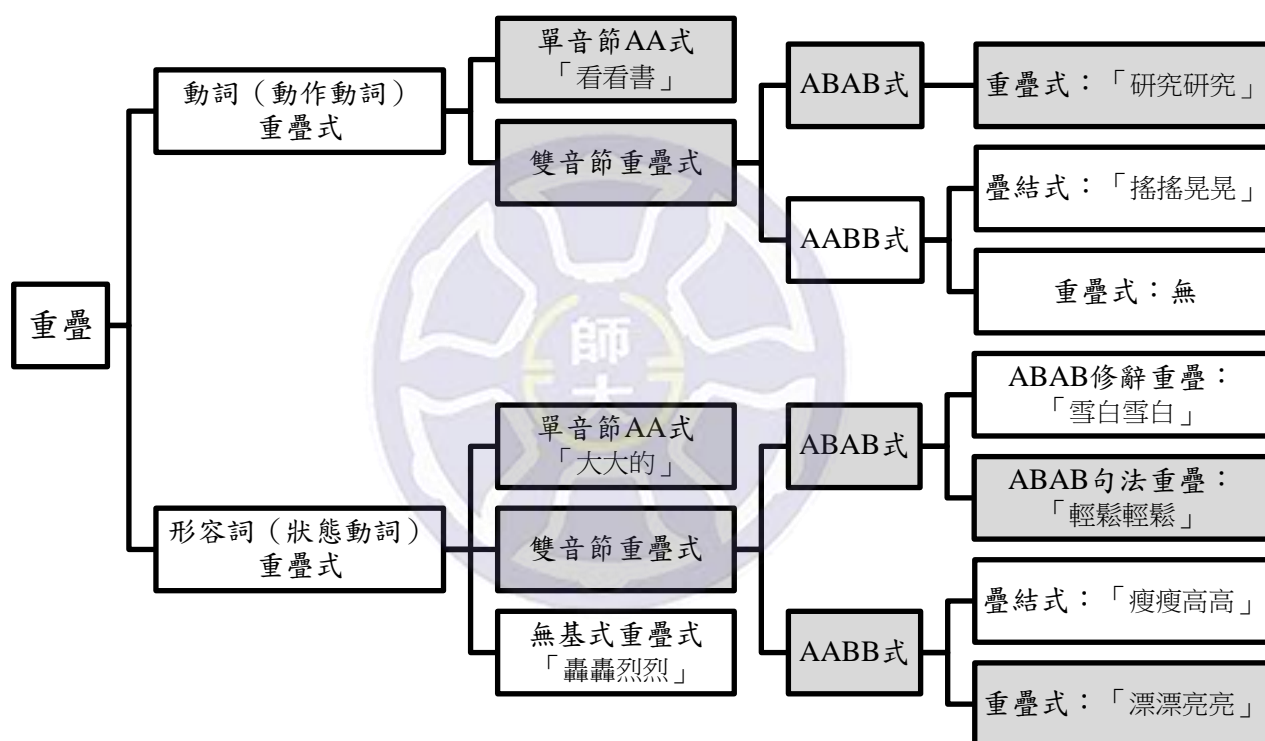 重疊
動詞（動作動詞）
重疊式
單音節AA式
「看看書」
雙音節重疊式
ABAB式
重疊式：「研究研究」
AABB式
疊結式：「搖搖晃晃」
重疊式：無
形容詞（狀態動詞）
重疊式
單音節AA式
「大大的」
雙音節重疊式
ABAB式
ABAB修辭重疊：
「雪白雪白」
ABAB句法重疊：
「輕鬆輕鬆」
AABB式
疊結式：「瘦瘦高高」
重疊式：「漂漂亮亮」
無基式重疊式
「轟轟烈烈」
師大